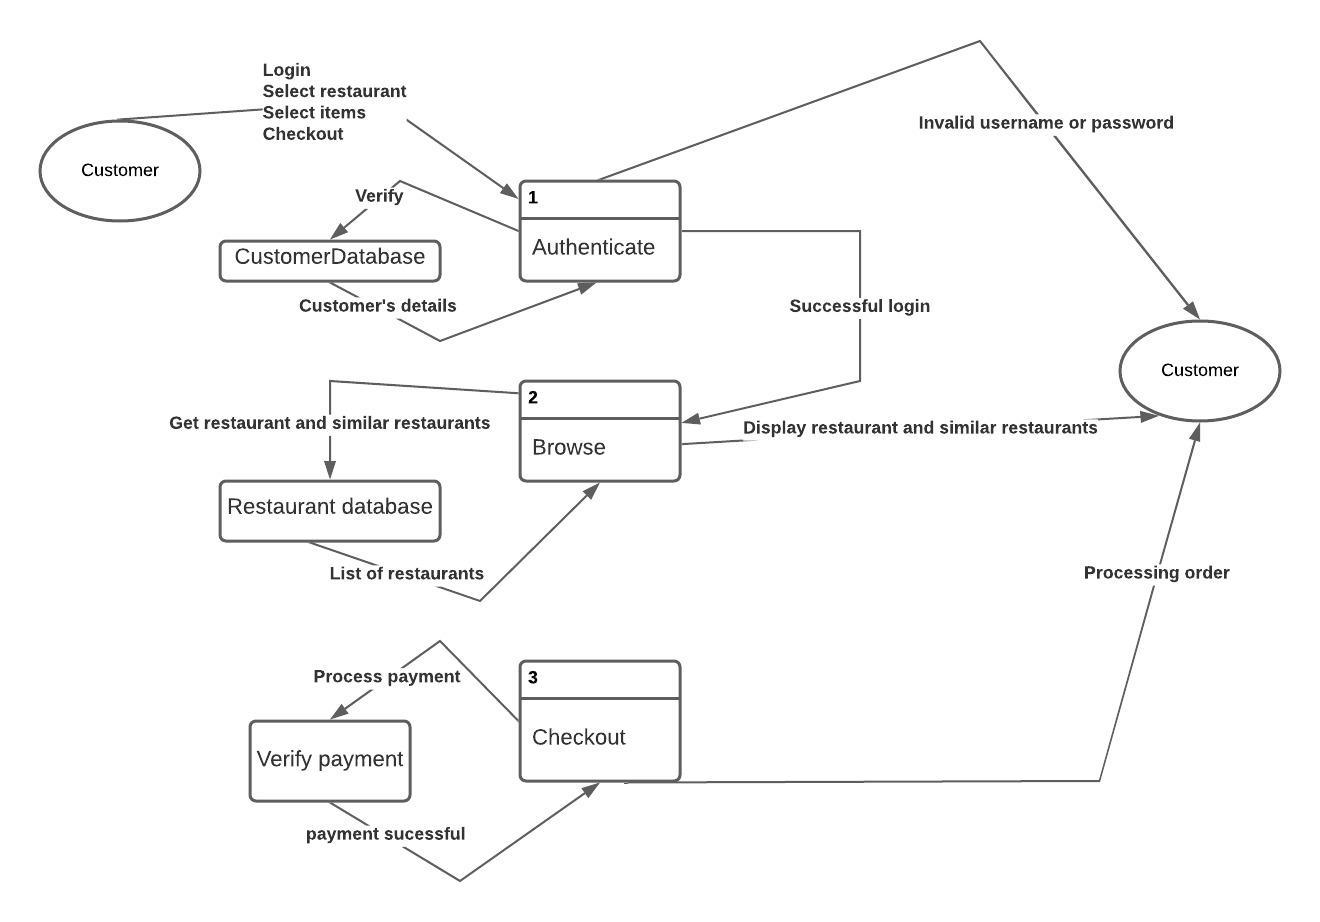 Login
Select restaurant
Select items
Checkout
Invalid username or password
Customer
Verify
1
Authenticate
CustomerDatabase
Customer's details
Successful login
Customer
2
Browse
Get restaurant and similar restaurants
Display restaurant and similar restaurants
Restaurant database
List of restaurants
Processing order
Process payment
3
Checkout
Verify payment
payment sucessful